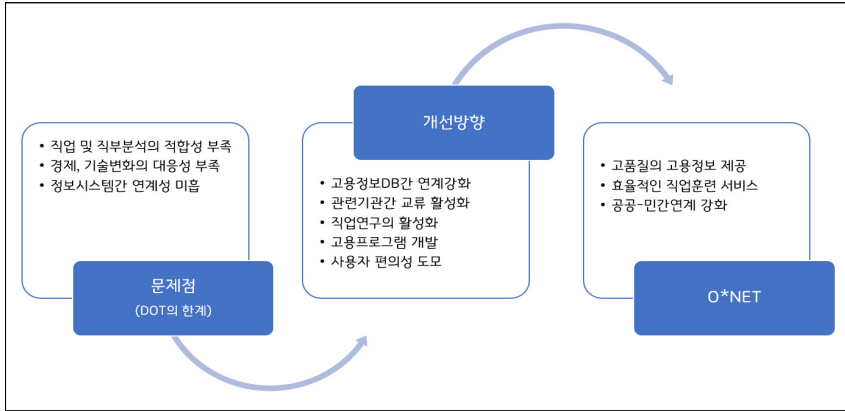 • 직업 및 직부분석의 적합성 부족
• 경제, 기술변화의 대응성 부족
• 정보시스템간 연계성 미흡
문제점
(DOT의 한계)
개선방향
• 고용정보DB간 연계강화
• 관련기관간 교류 활성화
• 직업연구의 활성화
• 고용프로그램 개발
• 사용자 편의성 도모
• 고품질의 고용정보 제공
• 효율적인 직업훈련 서비스
• 공공-민간연계 강화
O*NET